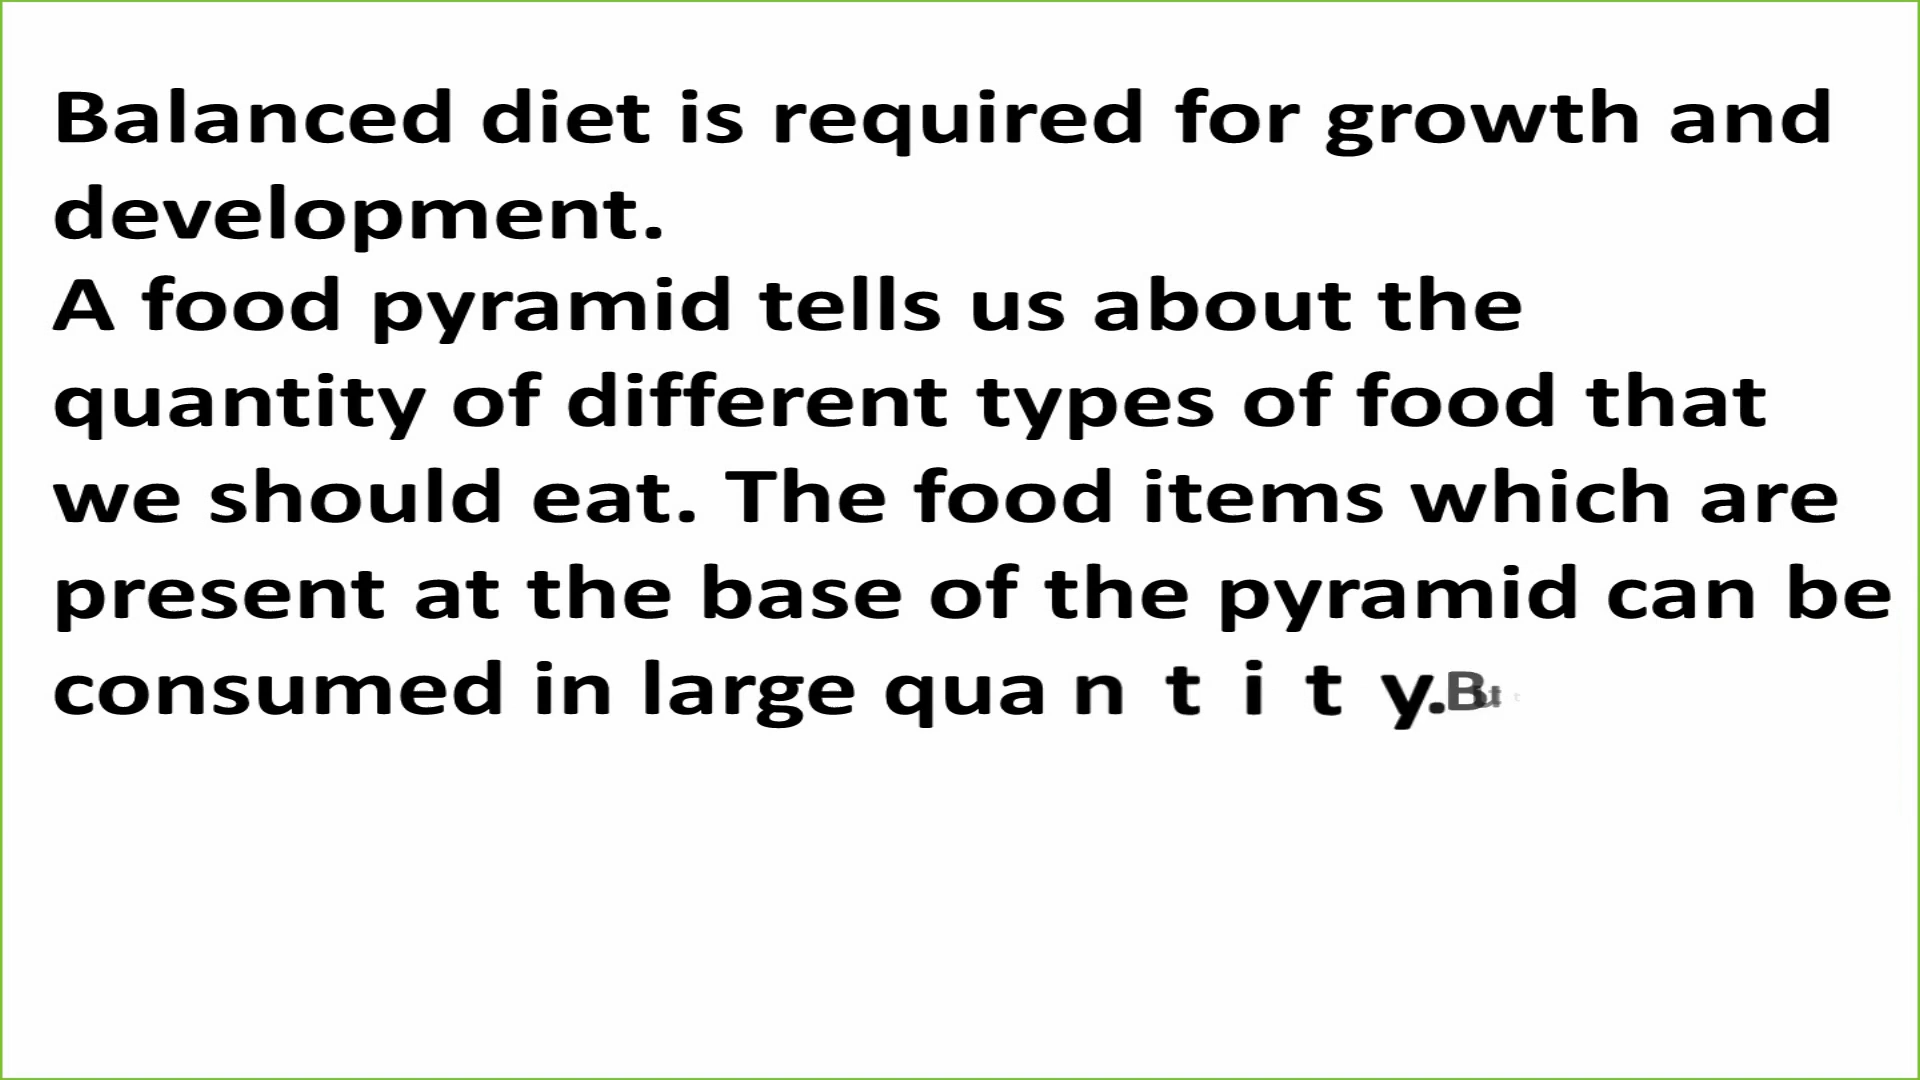 Balanced diet is required for growth and
development.
A food pyramid tells us about the
quantity of different types of food that
we should eat. The food items which are
present at the base of the pyramid can be
consumed in large quantity. But